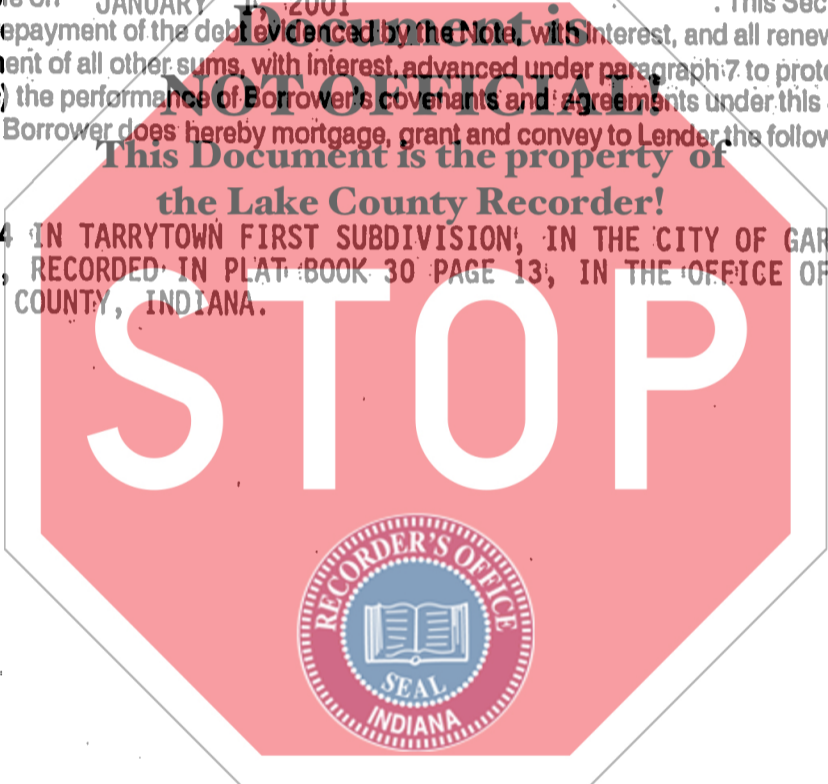 JANUARY 2001 . This Sec
epayment of the debt evidenced by the Note, with interest, and all renew
ent of all other sums, with interest, advanced under paragraph 7 to prote
) the performance of Borrower's covenants and agreements under this
Borrower does hereby mortgage, grant and convey to Lender the follow
Document is
NOT OFFICIAL!
This Document is the property of
the Lake County Recorder!
4 IN TARRYTOWN FIRST SUBDIVISION, IN THE CITY OF GAR
, RECORDED IN PLAT BOOK 30 PAGE 13, IN THE OFFICE OF
COUNTY, INDIANA.
STOP
RECORDER'S OFFICE
SEAL
INDIANA